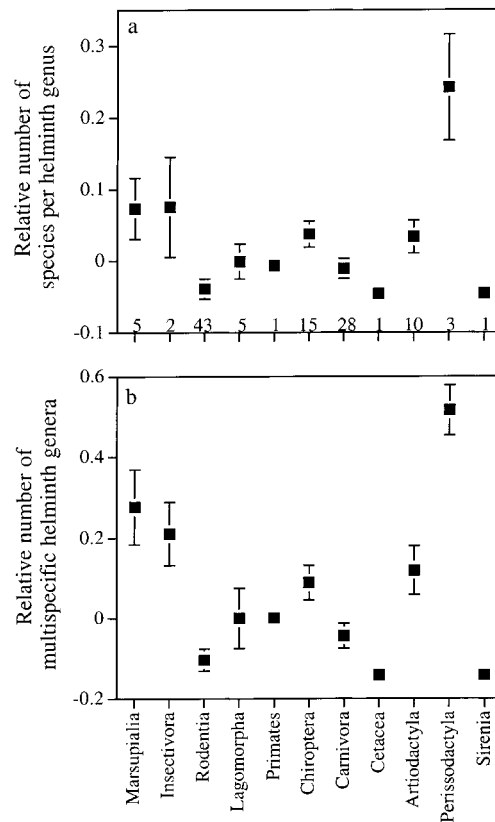 a
Relative number of
species per helminth genus
0.3
0.2
0.1
0
-0.1
5 2 43 5 1 15 28 1 10 3 1
b
Relative number of
multispecific helminth genera
0.6
0.4
0.2
0
-0.2
Marsupialia
Insectivora
Rodentia
Lagomorpha
Primates
Chiroptera
Carnivora
Cetacea
Artiodactyla
Perissodactyla
Sirenia